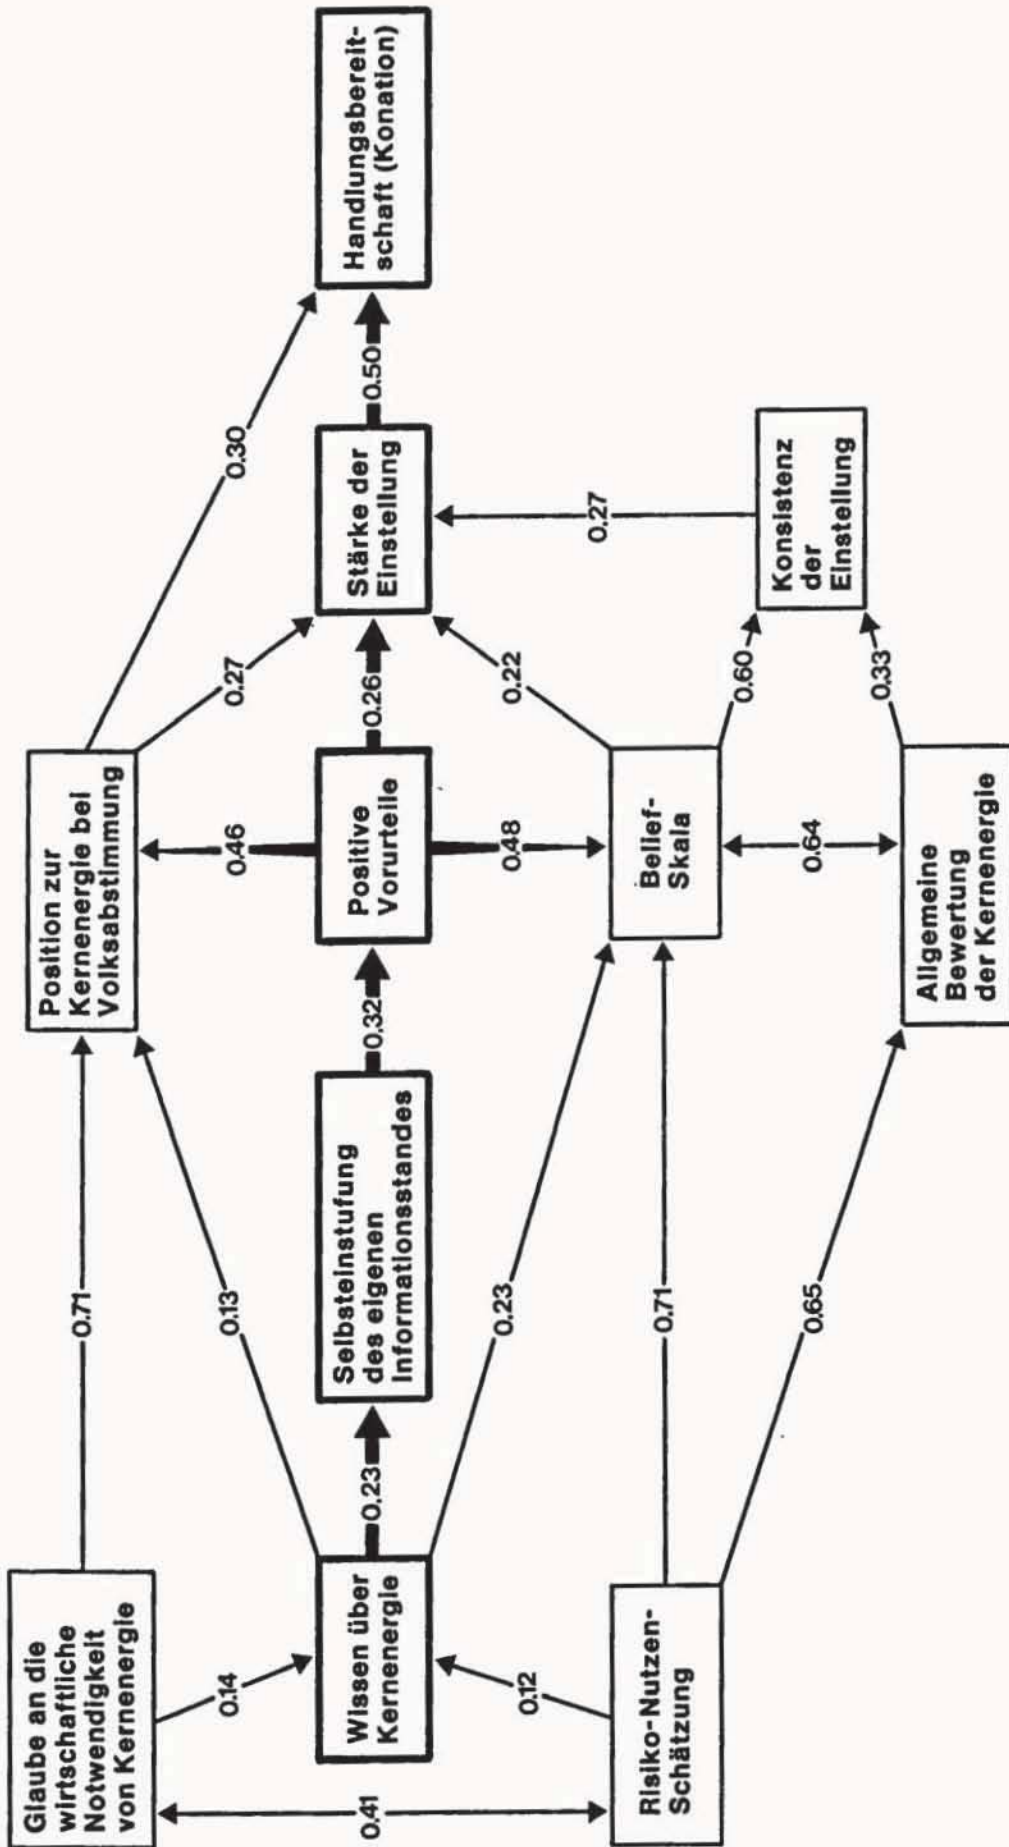 Glaube an die
wirtschaftliche
Notwendigkeit
von Kernenergie
0.71
Position zur
Kernenergie bei
Volksabstimmung
0.30
0.14
0.13
0.46
0.27
0.41
Wissen über
Kernenergie
0.23
Selbsteinstufung
des eigenen
Informationsstandes
0.32
Positive
Vorurteile
0.26
Stärke der
Einstellung
0.50
Handlungsbereit-
schaft (Konation)
0.12
0.23
0.48
0.22
0.27
Risiko-Nutzen-
Schätzung
0.71
Belief-
Skala
0.60
0.65
0.64
Konsistenz
der
Einstellung
0.33
Allgemeine
Bewertung
der Kernenergie